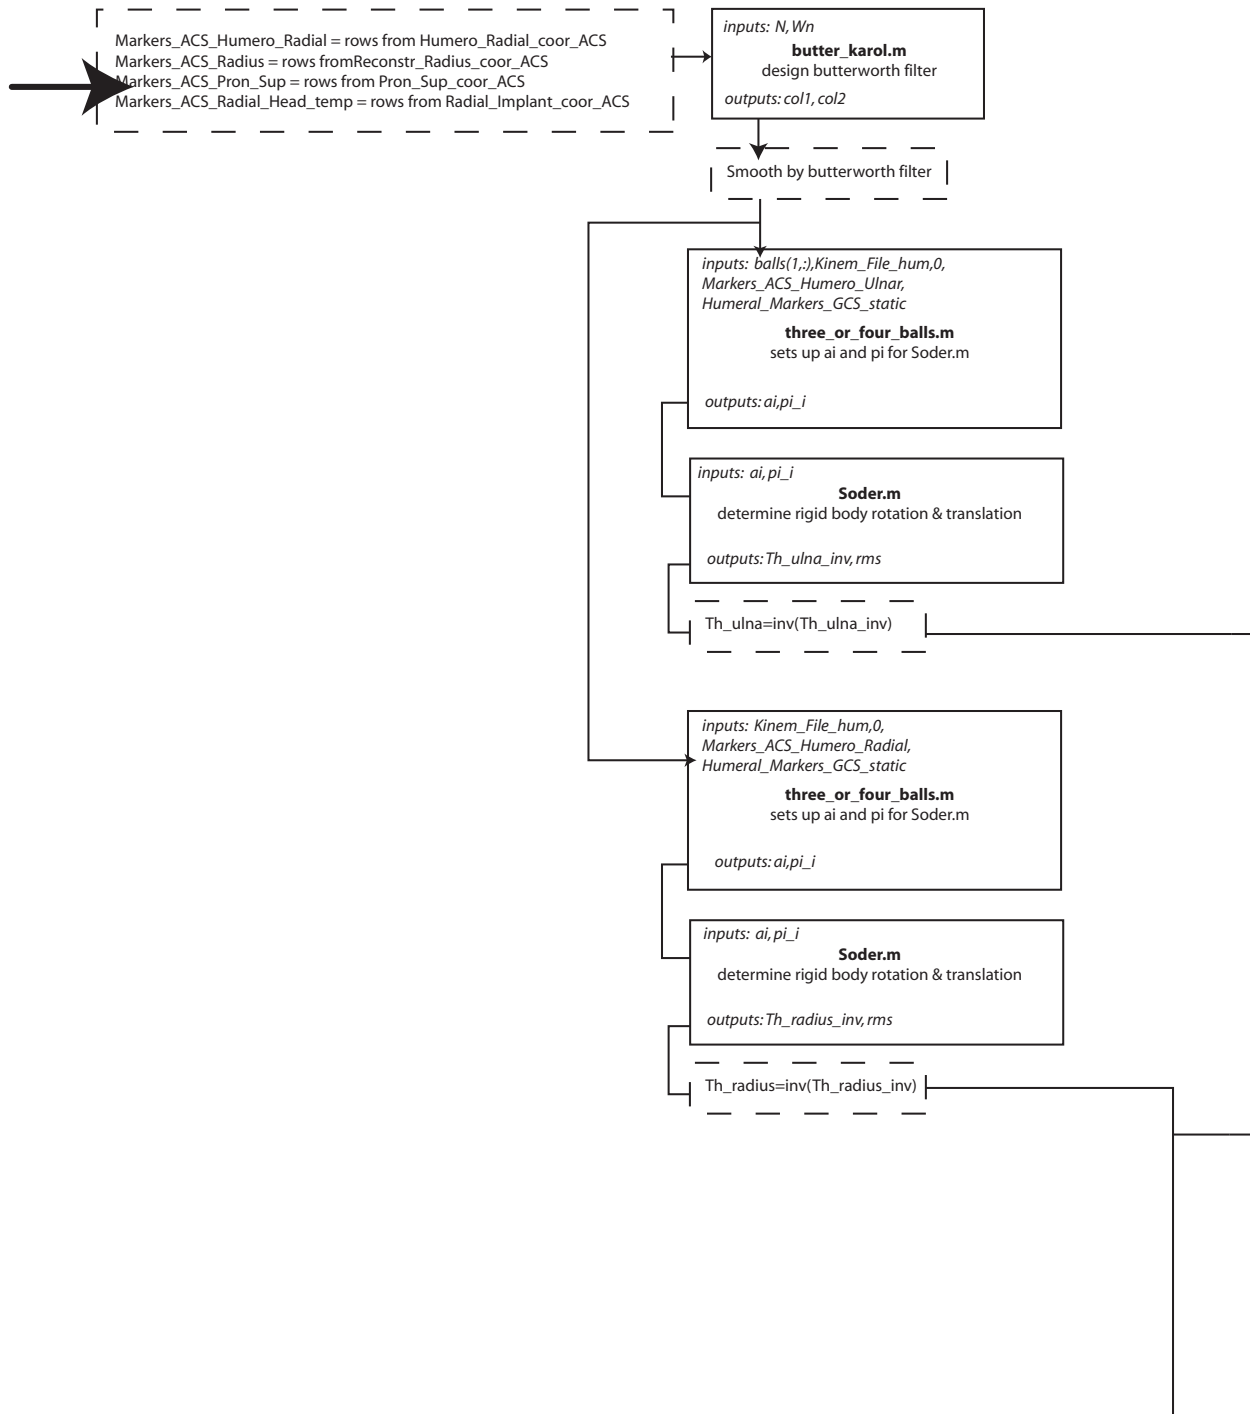 Markers_ACS_Humero_Radial = rows from Humero_Radial_coor_ACS
Markers_ACS_Radius = rows fromReconstr_Radius_coor_ACS
Markers_ACS_Pron_Sup = rows from Pron_Sup_coor_ACS
Markers_ACS_Radial_Head_temp = rows from Radial_Implant_coor_ACS
inputs: N,Wn
butter_karol.m
design butterworth filter
outputs: col1, col2
Smooth by butterworth filter
inputs: balls(1,:),Kinem_File_hum,0,
Markers_ACS_Humero_Ulnar,
Humeral_Markers_GCS_static
three_or_four_balls.m
sets up ai and pi for Soder.m
outputs: ai,pi_i
inputs: ai,pi_i
Soder.m
determine rigid body rotation & translation
outputs: Th_ulna_inv, rms
Th_ulna=inv(Th_ulna_inv)
inputs: Kinem_File_hum,0,
Markers_ACS_Humero_Radial,
Humeral_Markers_GCS_static
three_or_four_balls.m
sets up ai and pi for Soder.m
outputs: ai,pi_i
inputs: ai,pi_i
Soder.m
determine rigid body rotation & translation
outputs: Th_radius_inv, rms
Th_radius=inv(Th_radius_inv)